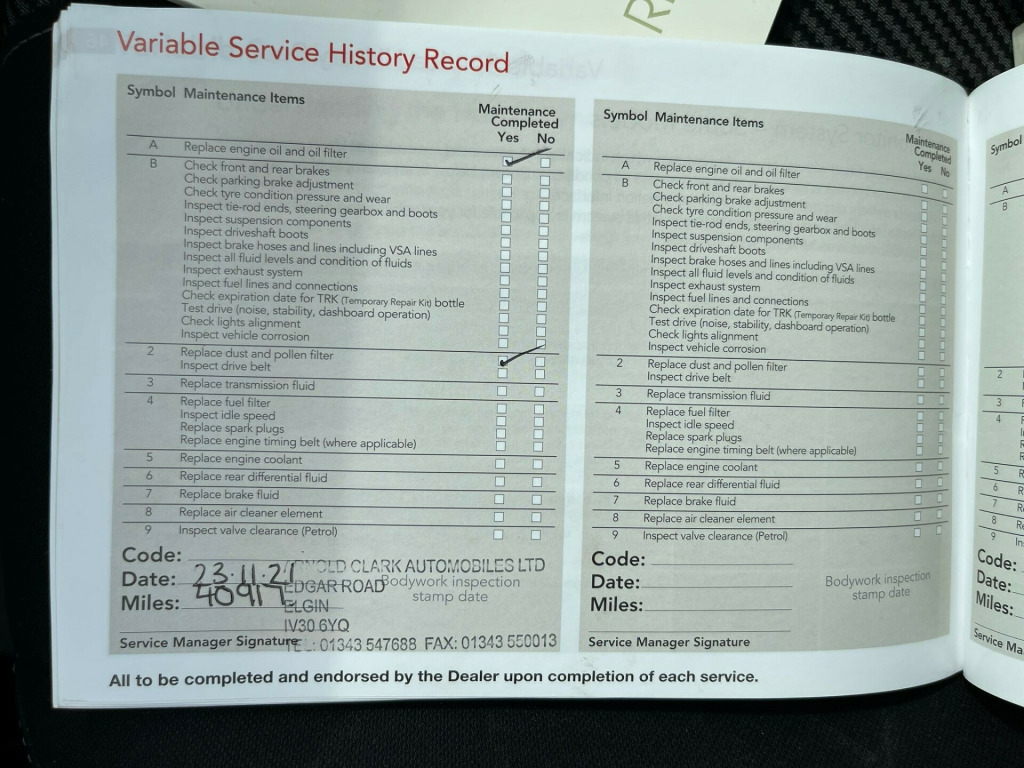 Variable Service History Record
Symbol Maintenance Items
Maintenance
Completed
Yes No
A Replace engine oil and oil filter
B Check front and rear brakes
Check parking brake adjustment
Check tyre condition pressure and wear
Inspect tie-rod ends, steering gearbox and boots
Inspect suspension components
Inspect driveshaft boots
Inspect brake hoses and lines including VSA lines
Inspect all fluid levels and condition of fluids
Inspect exhaust system
Inspect fuel lines and connections
Check expiration date for TRK (Temporary Repair Kit) bottle
Test drive (noise, stability, dashboard operation)
Check lights alignment
Inspect vehicle corrosion
2 Replace dust and pollen filter
Inspect drive belt
3 Replace transmission fluid
4 Replace fuel filter
Inspect idle speed
Replace spark plugs
Replace engine timing belt (where applicable)
5 Replace engine coolant
6 Replace rear differential fluid
7 Replace brake fluid
8 Replace air cleaner element
9 Inspect valve clearance (Petrol)
Code:
Date: 23.11.21
Miles: 40917
CLARK AUTOMOBILES LTD
EDGAR ROAD
ELGIN
IV30 6YQ
TEL: 01343 547688 FAX: 01343 550013
Bodywork inspection
stamp date
Service Manager Signature
Symbol Maintenance Items
Maintenance
Completed
Yes No
A Replace engine oil and oil filter
B Check front and rear brakes
Check parking brake adjustment
Check tyre condition pressure and wear
Inspect tie-rod ends, steering gearbox and boots
Inspect suspension components
Inspect driveshaft boots
Inspect brake hoses and lines including VSA lines
Inspect all fluid levels and condition of fluids
Inspect exhaust system
Inspect fuel lines and connections
Check expiration date for TRK (Temporary Repair Kit) bottle
Test drive (noise, stability, dashboard operation)
Check lights alignment
Inspect vehicle corrosion
2 Replace dust and pollen filter
Inspect drive belt
3 Replace transmission fluid
4 Replace fuel filter
Inspect idle speed
Replace spark plugs
Replace engine timing belt (where applicable)
5 Replace engine coolant
6 Replace rear differential fluid
7 Replace brake fluid
8 Replace air cleaner element
9 Inspect valve clearance (Petrol)
Code:
Date:
Miles:
Bodywork inspection
stamp date
Service Manager Signature
All to be completed and endorsed by the Dealer upon completion of each service.
Symbol
A
B
2
3
4
5
6
7
8
9
Code:
Date:
Miles:
Service